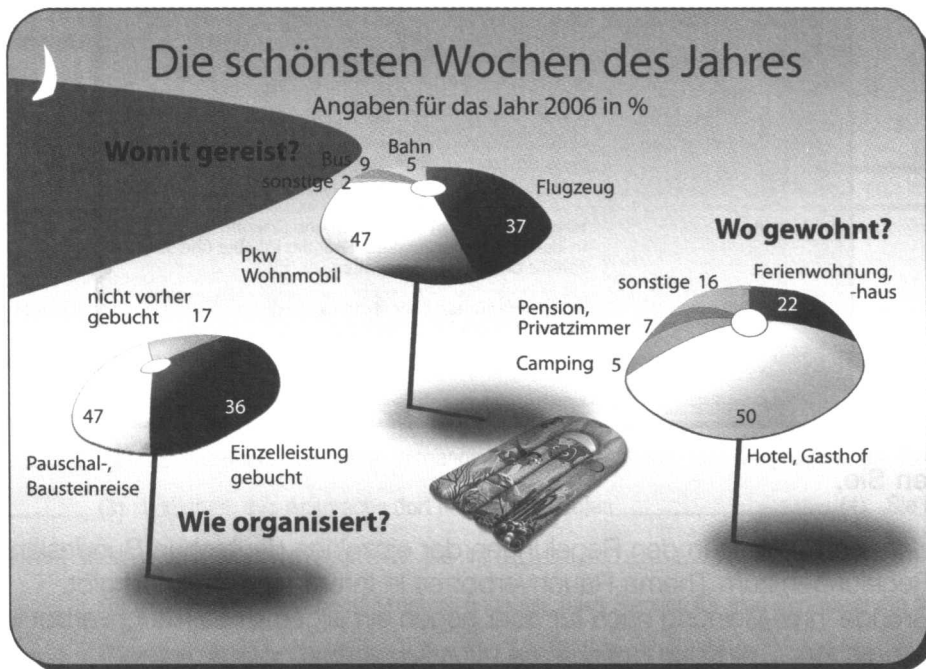 Die schönsten Wochen des Jahres
Angaben für das Jahr 2006 in %
Womit gereist?
Bus 9
Bahn
5
sonstige 2
Flugzeug
37
47
Pkw
Wohnmobil
Wo gewohnt?
sonstige 16
Ferienwohnung,
-haus
22
Pension,
Privatzimmer 7
Camping 5
50
Hotel, Gasthof
nicht vorher
gebucht 17
47
36
Pauschal-,
Bausteinreise
Einzelleistung
gebucht
Wie organisiert?